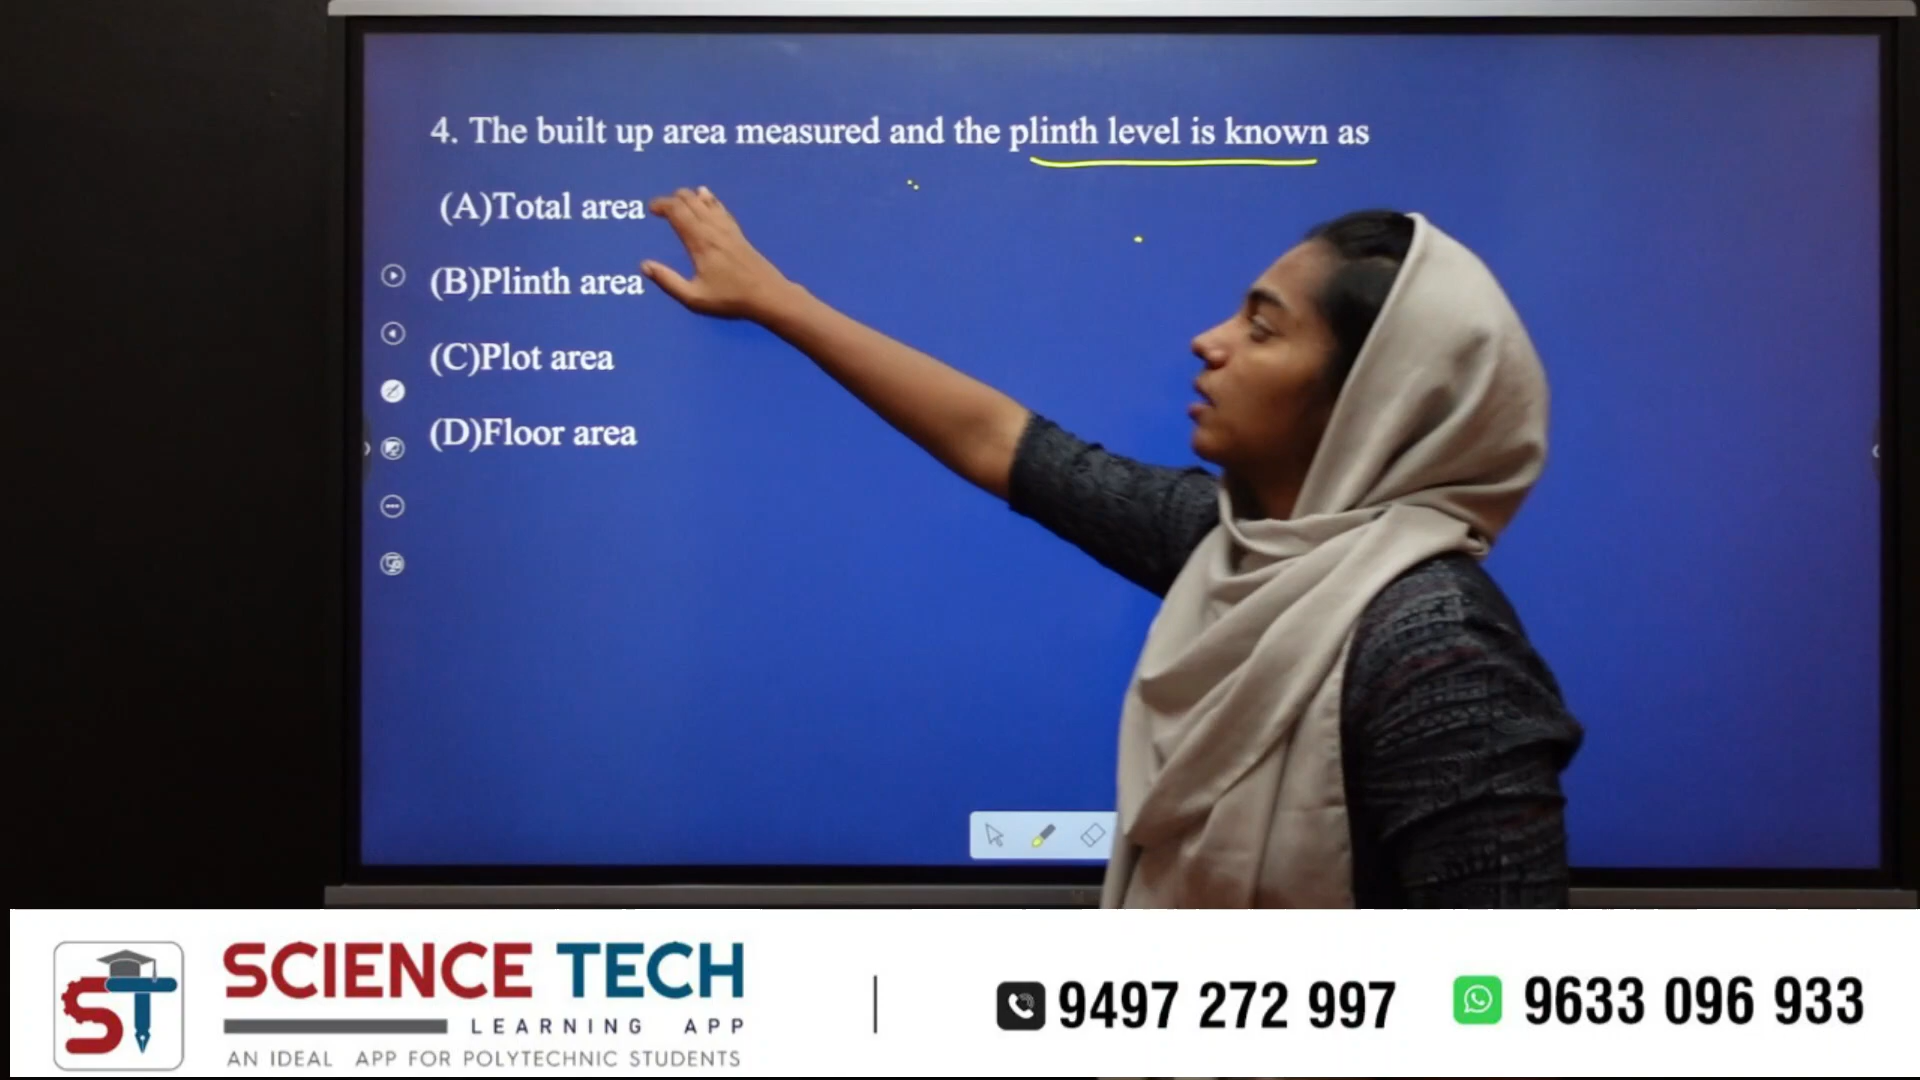 4. The built up area measured and the plinth level is known as
(A)Total area
(B)Plinth area
(C)Plot area
(D)Floor area
ST
SCIENCE TECH
LEARNING APP
AN IDEAL APP FOR POLYTECHNIC STUDENTS
9497 272 997
9633 096 933